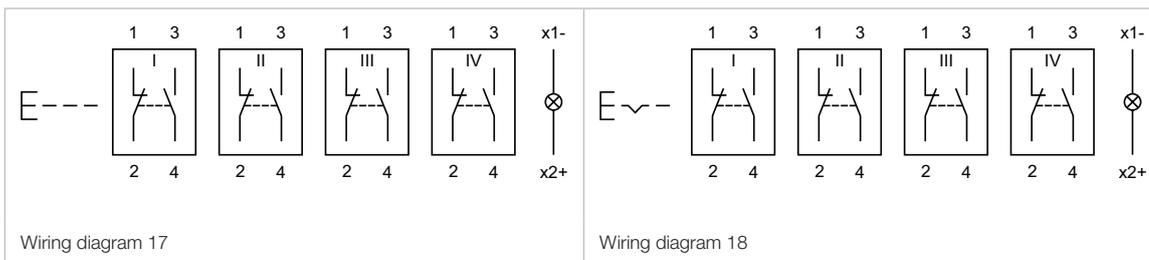 1 3 1 3 1 3 1 3 x1-
I II III IV
2 4 2 4 2 4 2 4 x2+
Wiring diagram 17
1 3 1 3 1 3 1 3 x1-
I II III IV
2 4 2 4 2 4 2 4 x2+
Wiring diagram 18